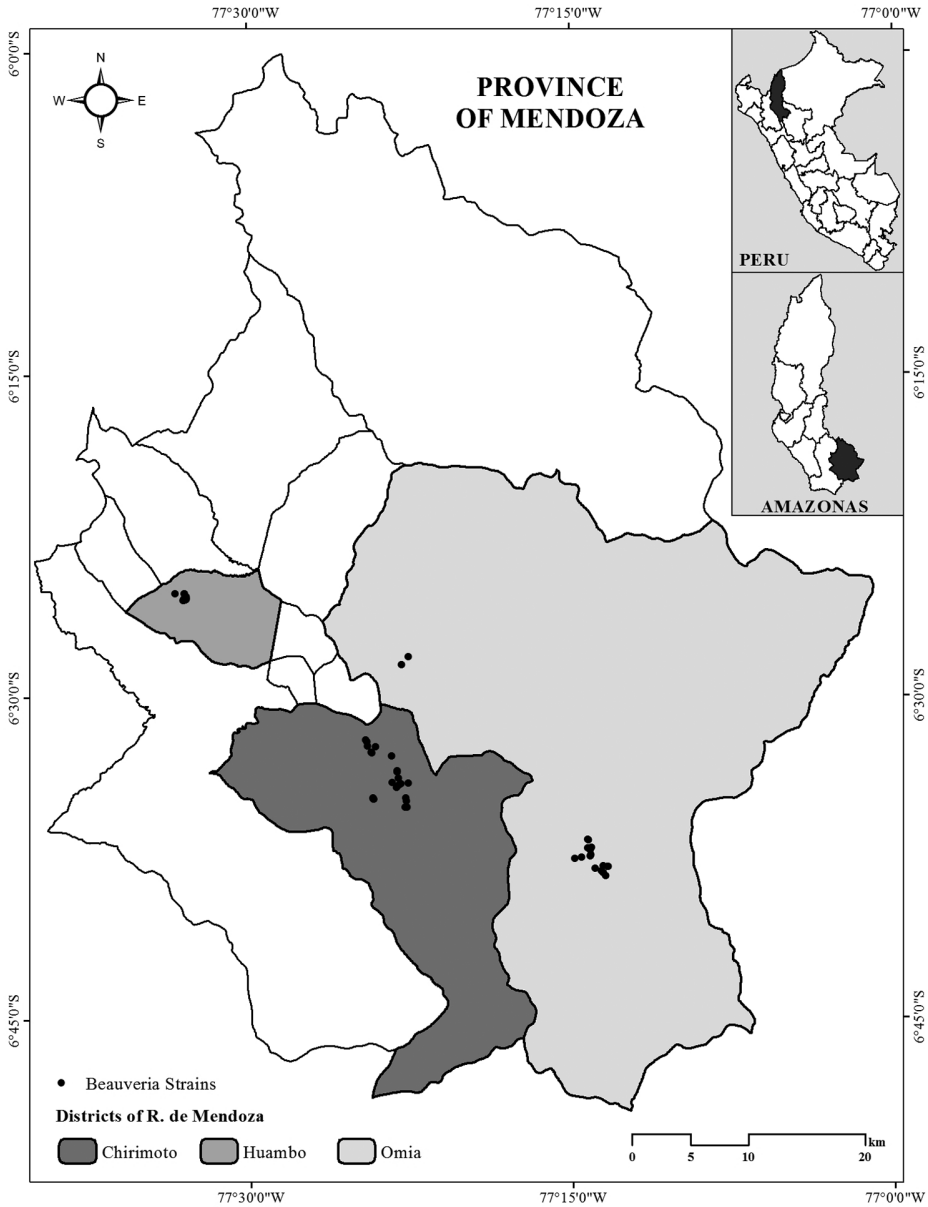 77°30'0"W 77°15'0"W 77°0'0"W
6°0'0"S
N
W E
S
PROVINCE
OF MENDOZA
PERU
6°15'0"S 6°15'0"S
AMAZONAS
6°30'0"S 6°30'0"S
6°45'0"S 6°45'0"S
Beauveria Strains
Districts of R. de Mendoza
Chirimoto Huambo Omia
km
0 5 10 20
77°30'0"W 77°15'0"W 77°0'0"W